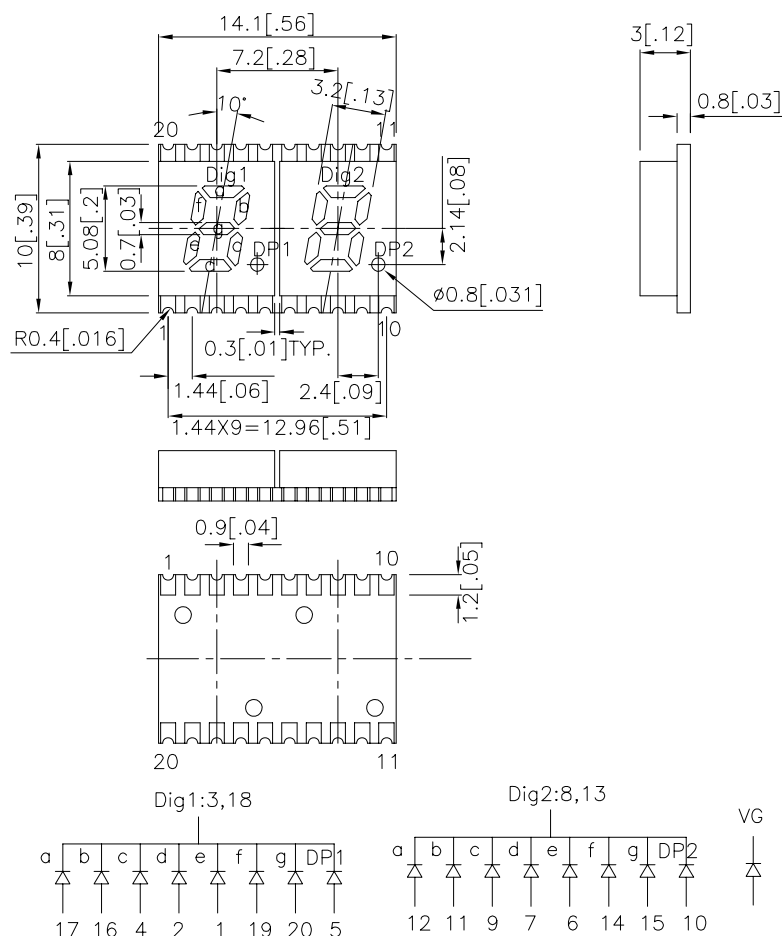 14.1[.56]
7.2[.28]
3[.12]
3.2[.13]
0.8[.03]
10°
20
11
Dig1
Dig2
a
f
b
g
e
c
d
DP1
DP2
10[.39]
8[.31]
5.08[.2]
0.7[.03]
2.14[.08]
ø0.8[.031]
1
10
R0.4[.016]
0.3[.01]TYP.
1.44[.06]
2.4[.09]
1.44X9=12.96[.51]
0.9[.04]
1
10
1.2[.05]
20
11
Dig1:3,18
Dig2:8,13
VG
a b c d e f g DP1
a b c d e f g DP2
17 16 4 2 1 19 20 5
12 11 9 7 6 14 15 10